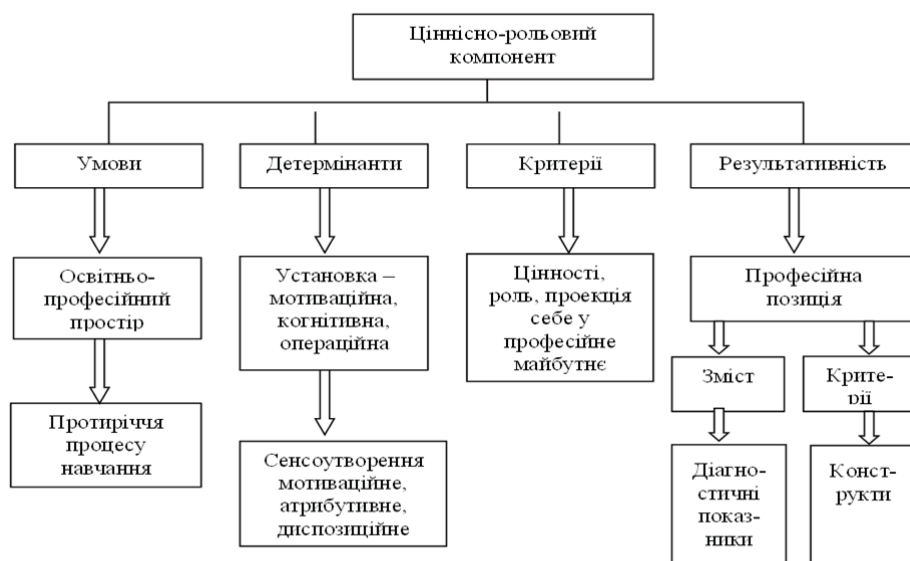 Ціннісно-рольовий
компонент
Умови
Детермінанти
Критерії
Результативність
Освітньо-
професійний
простір
Установка –
мотиваційна,
когнітивна,
операційна
Цінності,
роль, проекція
себе у
професійне
майбутнє
Професійна
позиція
Зміст
Крите-
рії
Протиріччя
процесу
навчання
Сенсоутворення
мотиваційне,
атрибутивне,
диспозиційне
Діагно-
стичні
показ-
ники
Конст-
рукти